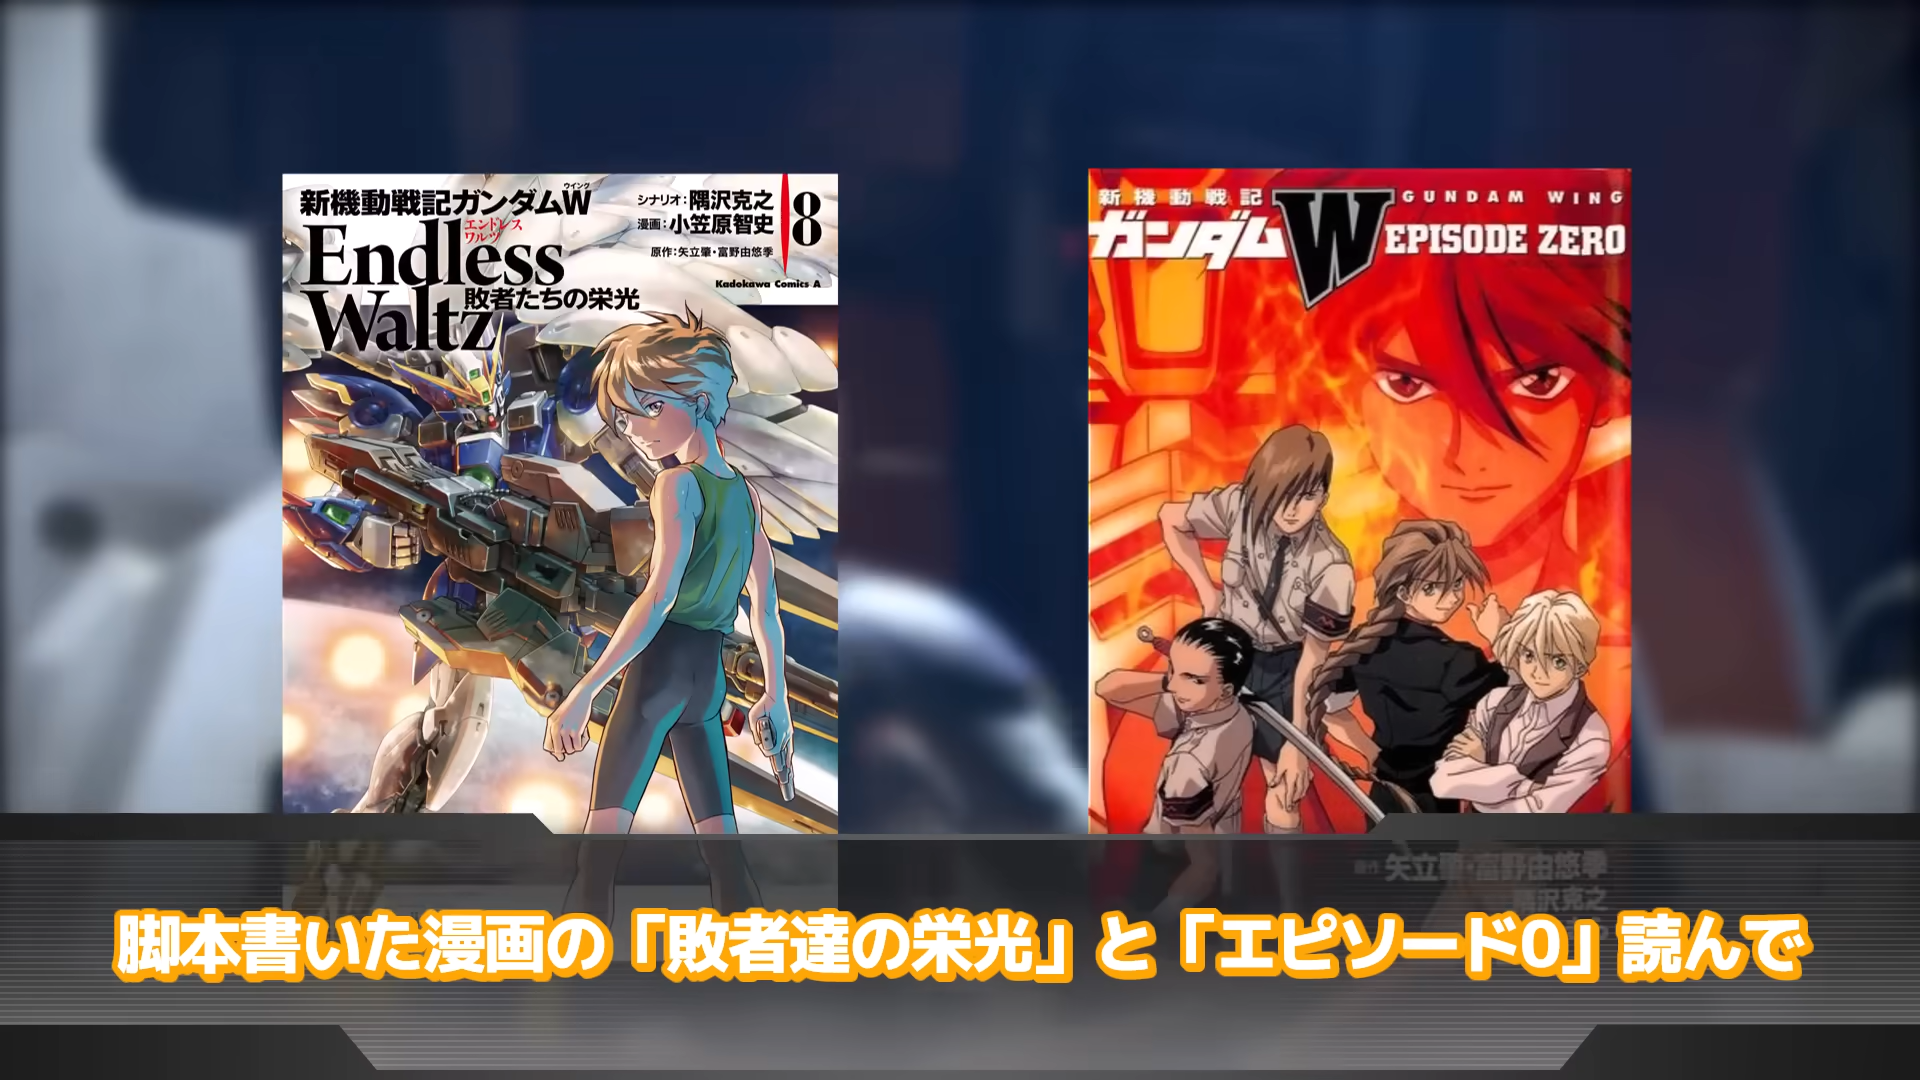 新機動戦記ガンダムW
ウイング
Endless
Waltz
エンドレス
ワルツ
敗者たちの栄光
シナリオ:隅沢克之
漫画:小笠原智史
原作:矢立肇・富野由悠季
8
Kadokawa Comics A
新機動戦記
ガンダムW
GUNDAM WING
EPISODE ZERO
原作 矢立肇・富野由悠季
隅沢克之
脚本書いた漫画の「敗者達の栄光」と「エピソード0」読んで